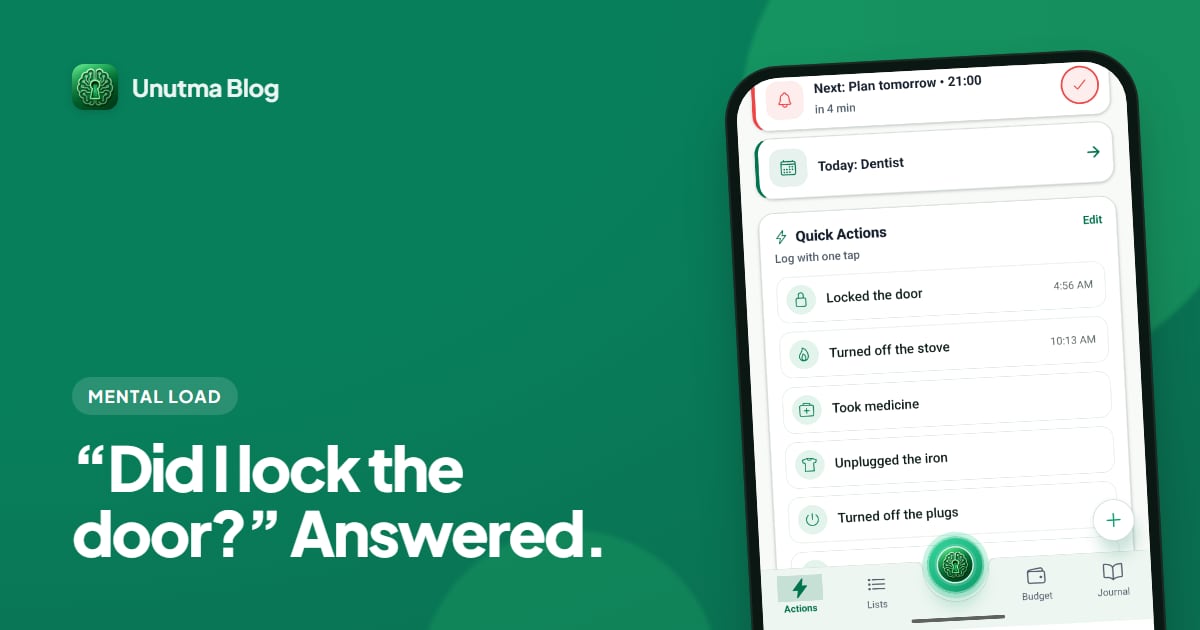 Unutma Blog
MENTAL LOAD
“Did I lock the
door?” Answered.
Next: Plan tomorrow • 21:00
in 4 min
Today: Dentist
Quick Actions
Edit
Log with one tap
Locked the door
4:56 AM
Turned off the stove
10:13 AM
Took medicine
Unplugged the iron
Turned off the plugs
Actions
Lists
Budget
Journal